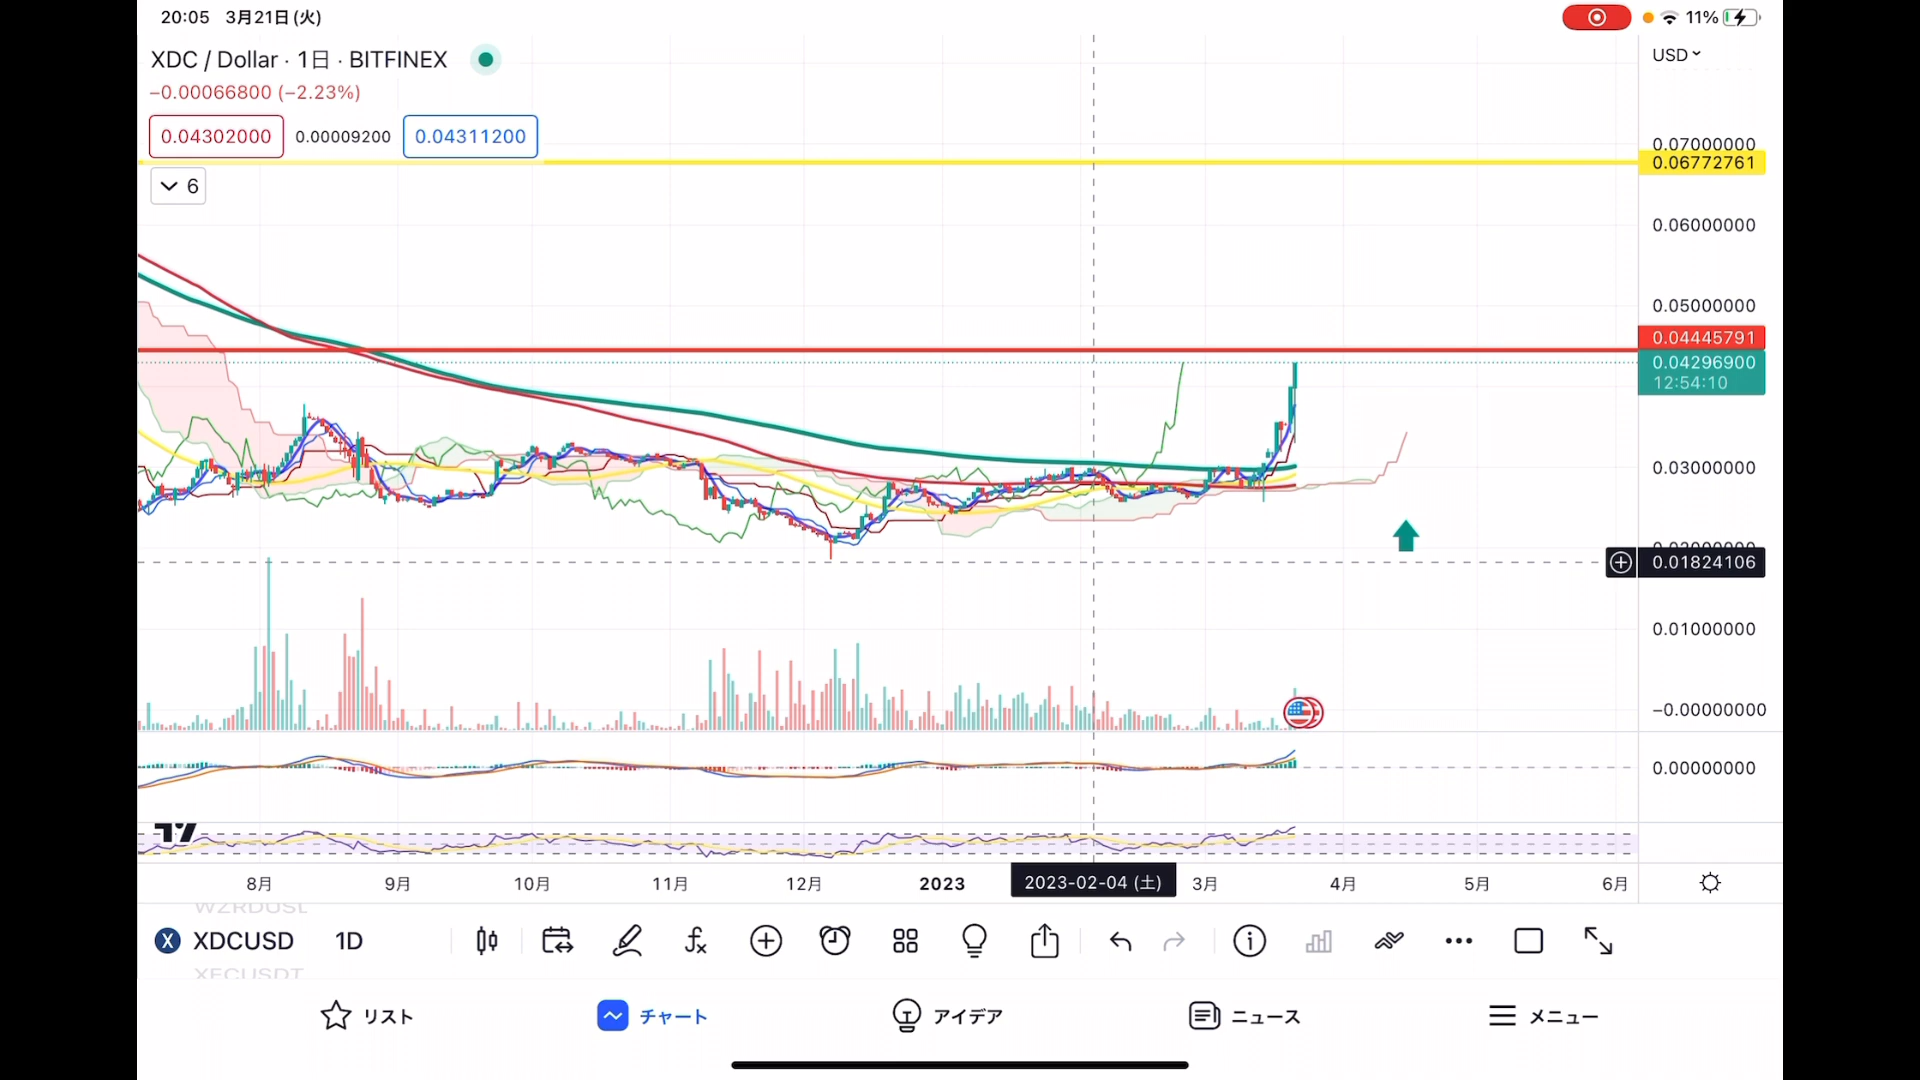 20:05 3月21日(火)
11%
XDC / Dollar · 1日 · BITFINEX
USD
−0.00066800 (−2.23%)
0.04302000 0.00009200 0.04311200
6
0.07000000
0.06772761
0.06000000
0.05000000
0.04445791
0.04296900
12:54:10
0.03000000
0.02000000
0.01824106
0.01000000
−0.00000000
0.00000000
8月 9月 10月 11月 12月 2023 2023-02-04 (土) 3月 4月 5月 6月
WZRDUSD
XDCUSD 1D
XECUSDT
リスト チャート アイデア ニュース メニュー